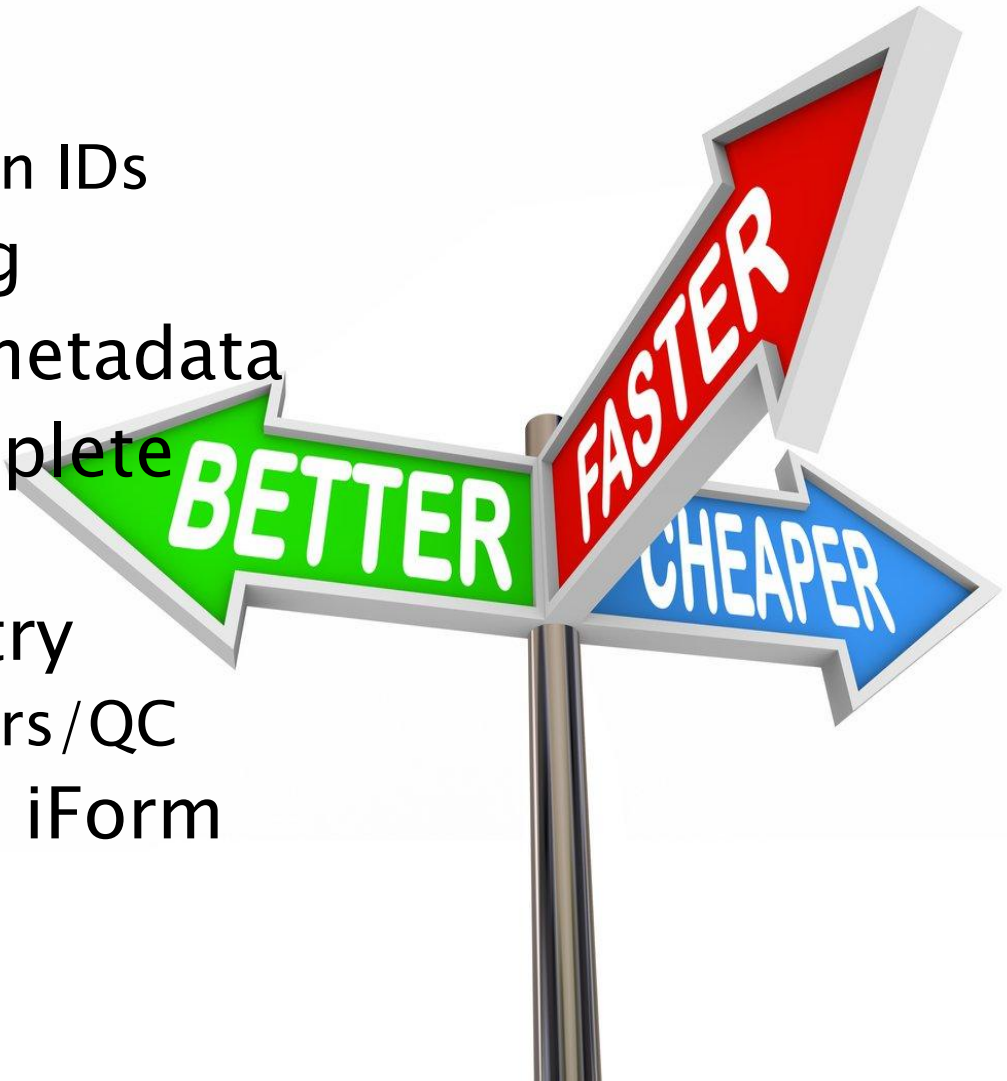 n IDs
g
netadata
plete
try
rs/QC
iForm
BETTER
FASTER
CHEAPER